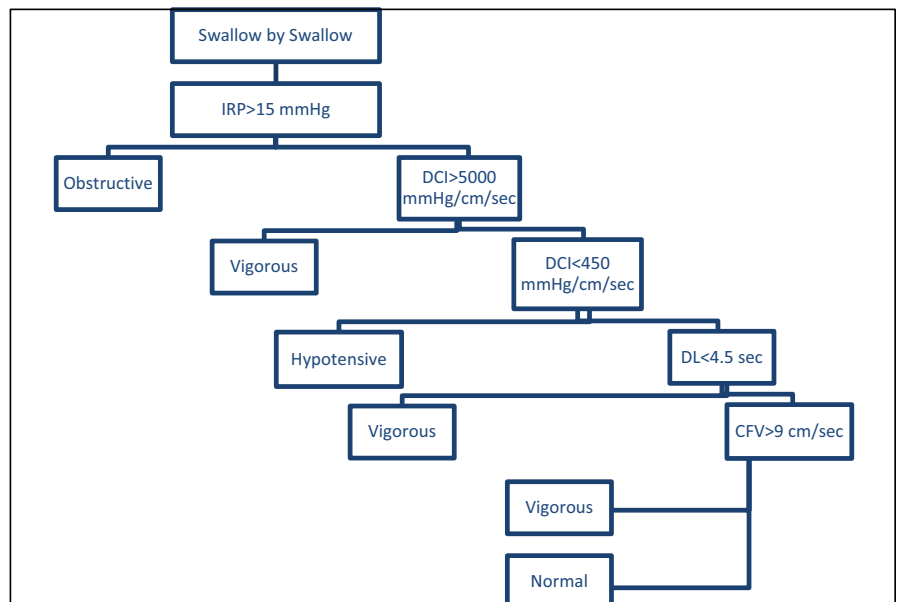 Swallow by Swallow
IRP>15 mmHg
Obstructive
DCI>5000
mmHg/cm/sec
Vigorous
DCI<450
mmHg/cm/sec
Hypotensive
DL<4.5 sec
Vigorous
CFV>9 cm/sec
Vigorous
Normal